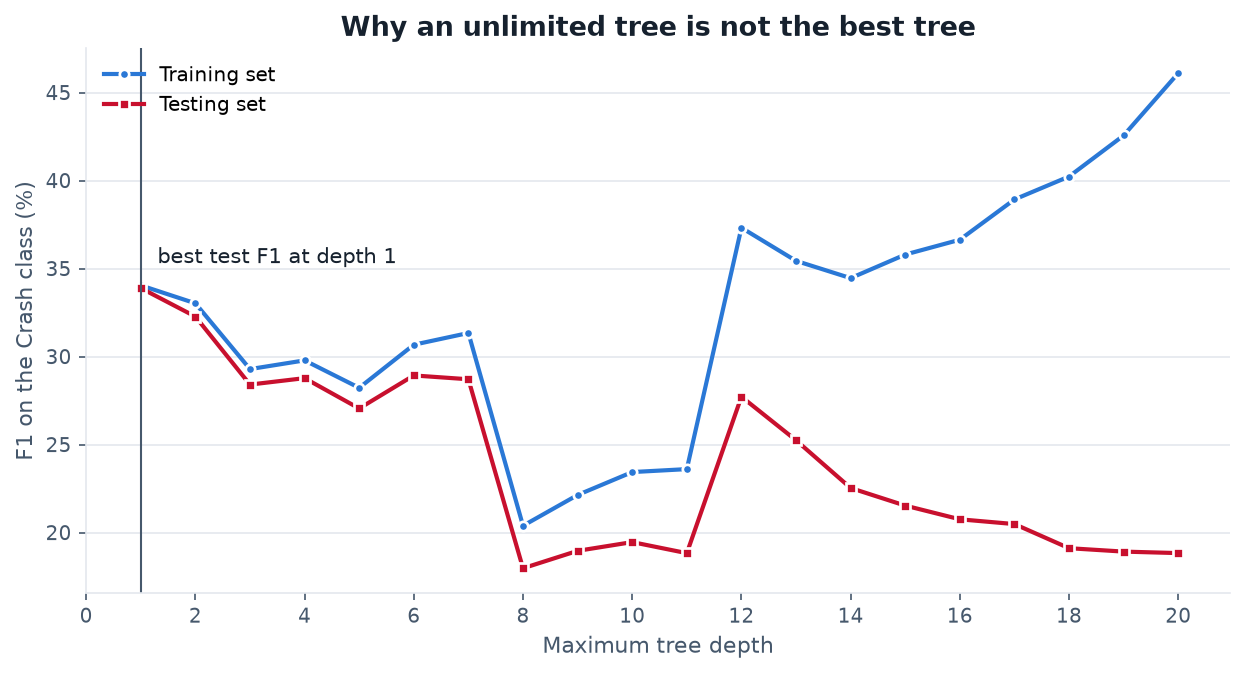 Why an unlimited tree is not the best tree
Training set
Testing set
best test F1 at depth 1
F1 on the Crash class (%)
45
40
35
30
25
20
0 2 4 6 8 10 12 14 16 18 20
Maximum tree depth